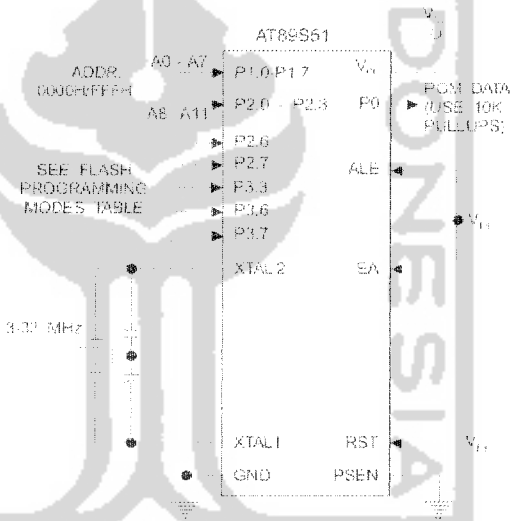 AT89S51
A0 - A7
ADDR.
0000H/FFFH
P1.0-P1.7
A8 - A11
P2.0 - P2.3
P0
PGM DATA
(USE 10K
PULLUPS)
P2.6
P2.7
ALE
SEE FLASH
PROGRAMMING
MODES TABLE
P3.3
P3.6
P3.7
XTAL 2
EA
3-33 MHz
XTAL1
RST
GND
PSEN
DONESIA